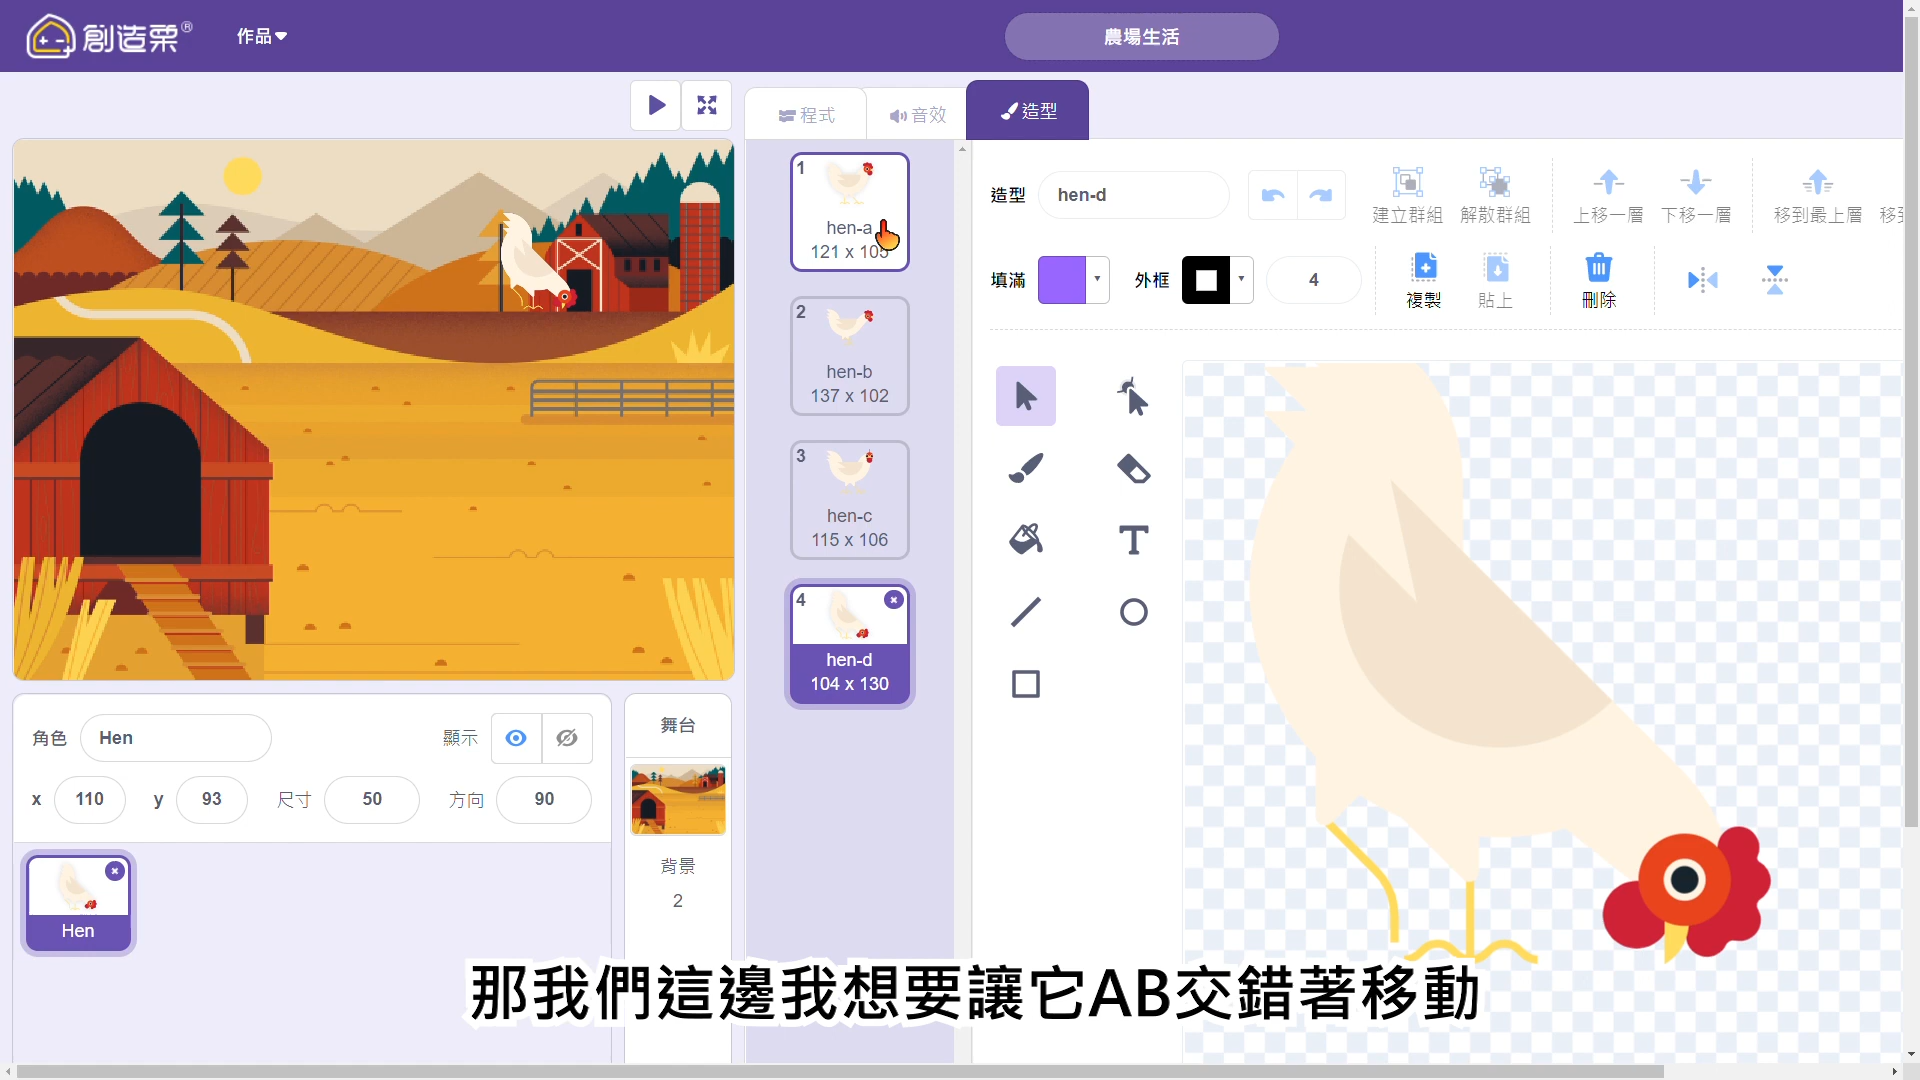 創造栗®
作品
農場生活
程式
音效
造型
1
hen-a
121 x 105
2
hen-b
137 x 102
3
hen-c
115 x 106
4
hen-d
104 x 130
造型
hen-d
建立群組
解散群組
上移一層
下移一層
移到最上層
填滿
外框
4
複製
貼上
刪除
T
角色
Hen
顯示
x
110
y
93
尺寸
50
方向
90
Hen
舞台
背景
2
那我們這邊我想要讓它AB交錯著移動